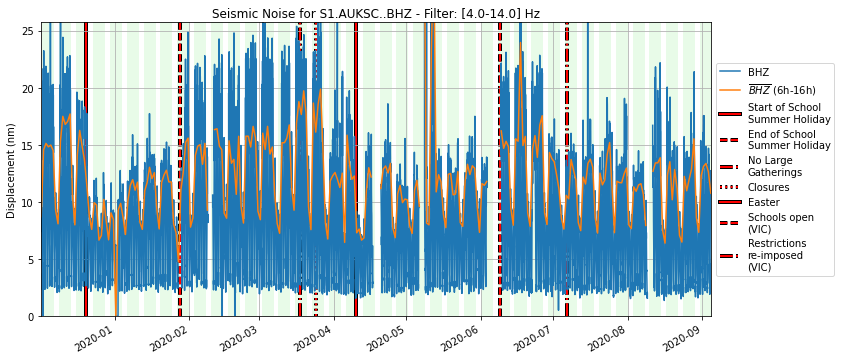 Seismic Noise for S1.AUKSC..BHZ - Filter: [4.0-14.0] Hz
Displacement (nm)
25
20
15
10
5
0
2020-01
2020-02
2020-03
2020-04
2020-05
2020-06
2020-07
2020-08
2020-09
BHZ
BHZ (6h-16h)
Start of School
Summer Holiday
End of School
Summer Holiday
No Large
Gatherings
Closures
Easter
Schools open
(VIC)
Restrictions
re-imposed
(VIC)